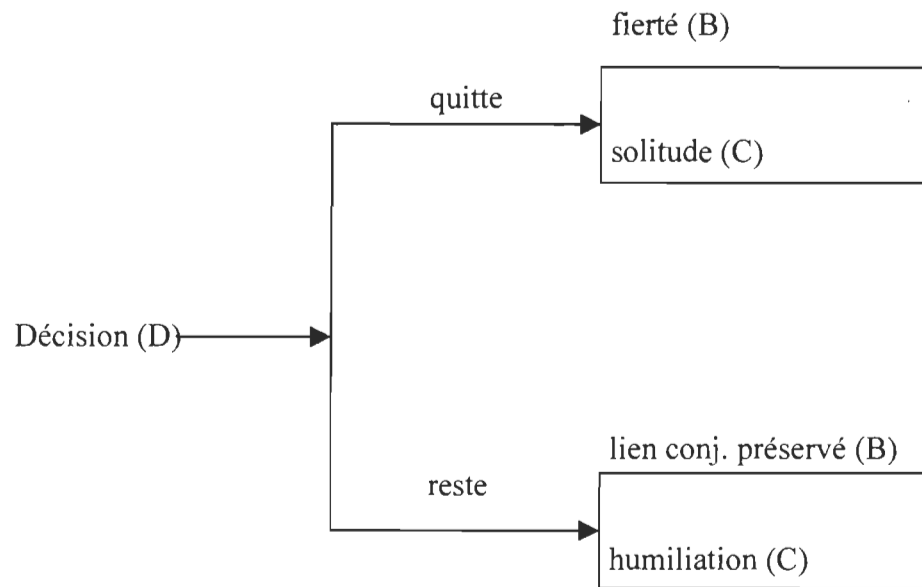 fierté (B)
quitte
solitude (C)
Décision (D)
lien conj. préservé (B)
reste
humiliation (C)